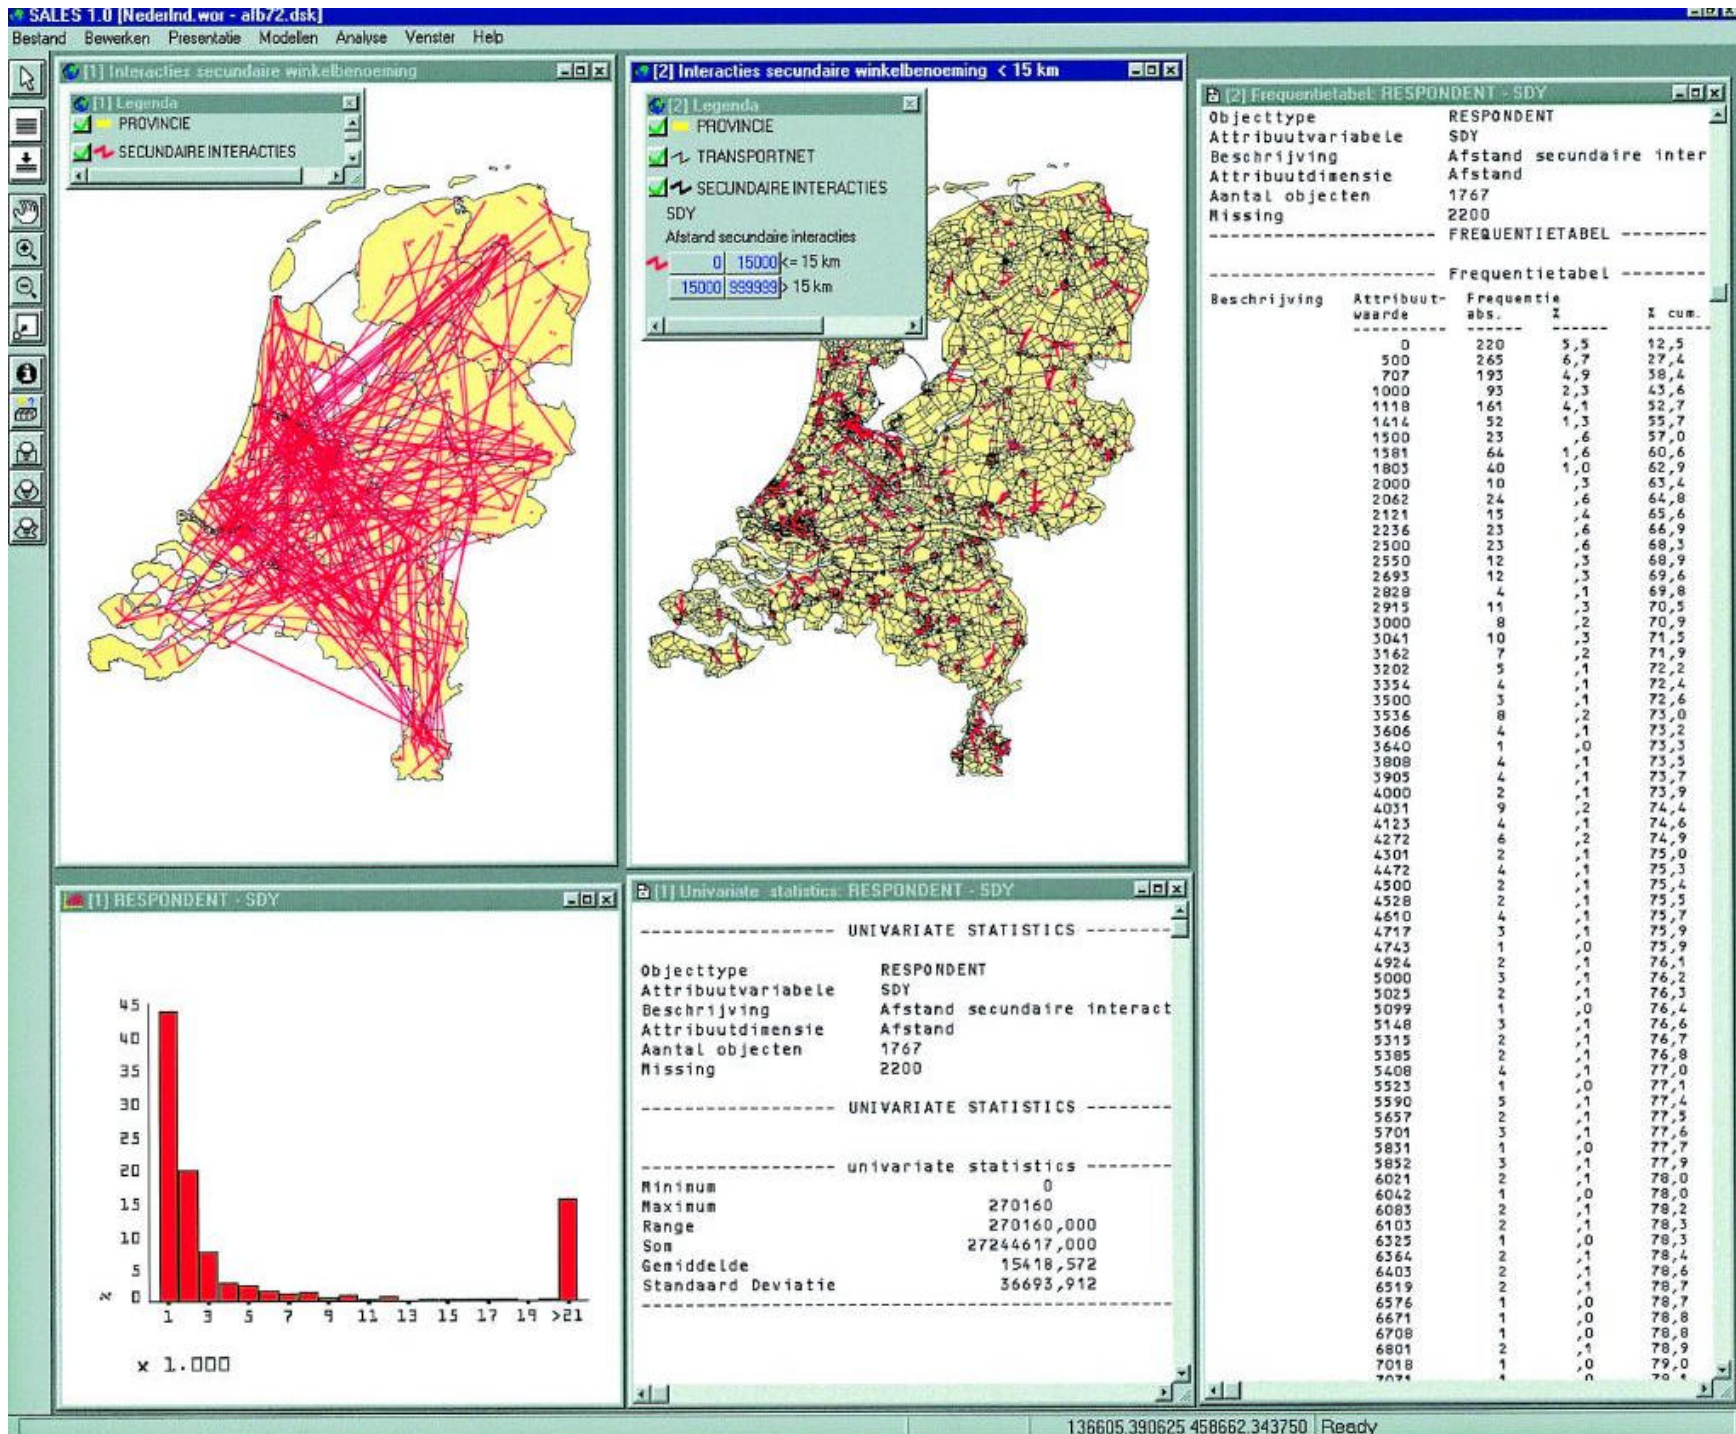 SALES 1.0 [Nederlnd.wor - alb72.dsk]
Bestand Bewerken Presentatie Modellen Analyse Venster Help
[1] Interacties secundaire winkelbenoeming
[1] Legenda
PROVINCIE
SECUNDAIRE INTERACTIES
[2] Interacties secundaire winkelbenoeming < 15 km
[2] Legenda
PROVINCIE
TRANSPORTNET
SECUNDAIRE INTERACTIES
SDY
Afstand secundaire interacties
0 15000 <= 15 km
15000 999999 > 15 km
[2] Frequentietabel: RESPONDENT - SDY
Objecttype RESPONDENT
Attribuutvariabele SDY
Beschrijving Afstand secundaire inter
Attribuutdimensie Afstand
Aantal objecten 1767
Missing 2200
--------------------- FREQUENTIETABEL --------
--------------------- Frequentietabel --------
Beschrijving Attribuut- Frequentie
waarde abs. % % cum.
---------- ------ ------ ------
0 220 5,5 12,5
500 265 6,7 27,4
707 193 4,9 38,4
1000 93 2,3 43,6
1118 161 4,1 52,7
1414 52 1,3 55,7
1500 23 ,6 57,0
1581 64 1,6 60,6
1803 40 1,0 62,9
2000 10 ,3 63,4
2062 24 ,6 64,8
2121 15 ,4 65,6
2236 23 ,6 66,9
2500 23 ,6 68,3
2550 12 ,3 68,9
2693 12 ,3 69,6
2828 4 ,1 69,8
2915 11 ,3 70,5
3000 8 ,2 70,9
3041 10 ,3 71,5
3162 7 ,2 71,9
3202 5 ,1 72,2
3354 4 ,1 72,4
3500 3 ,1 72,6
3536 8 ,2 73,0
3606 4 ,1 73,2
3640 1 ,0 73,3
3808 4 ,1 73,5
3905 4 ,1 73,7
4000 2 ,1 73,9
4031 9 ,2 74,4
4123 4 ,1 74,6
4272 6 ,2 74,9
4301 2 ,1 75,0
4472 4 ,1 75,3
4500 2 ,1 75,4
4528 2 ,1 75,5
4610 4 ,1 75,7
4717 3 ,1 75,9
4743 1 ,0 75,9
4924 2 ,1 76,1
5000 3 ,1 76,2
5025 2 ,1 76,3
5099 1 ,0 76,4
5148 3 ,1 76,6
5315 2 ,1 76,7
5385 2 ,1 76,8
5408 4 ,1 77,0
5523 1 ,0 77,1
5590 5 ,1 77,4
5657 2 ,1 77,5
5701 3 ,1 77,6
5831 1 ,0 77,7
5852 3 ,1 77,9
6021 2 ,1 78,0
6042 1 ,0 78,0
6083 2 ,1 78,2
6103 2 ,1 78,3
6325 1 ,0 78,3
6364 2 ,1 78,4
6403 2 ,1 78,6
6519 2 ,1 78,7
6576 1 ,0 78,7
6671 1 ,0 78,8
6708 1 ,0 78,8
6801 2 ,1 78,9
7018 1 ,0 79,0
7071 1 ,0 79,1
[1] RESPONDENT - SDY
45
40
35
30
25
20
15
10
5
% 0
1 3 5 7 9 11 13 15 17 19 >21
x 1.000
[1] Univariate statistics: RESPONDENT - SDY
----------------- UNIVARIATE STATISTICS --------
Objecttype RESPONDENT
Attribuutvariabele SDY
Beschrijving Afstand secundaire interact
Attribuutdimensie Afstand
Aantal objecten 1767
Missing 2200
----------------- UNIVARIATE STATISTICS --------
----------------- univariate statistics --------
Minimum 0
Maximum 270160
Range 270160,000
Som 27244617,000
Gemiddelde 15418,572
Standaard Deviatie 36693,912
136605.390625 458662.343750 Ready